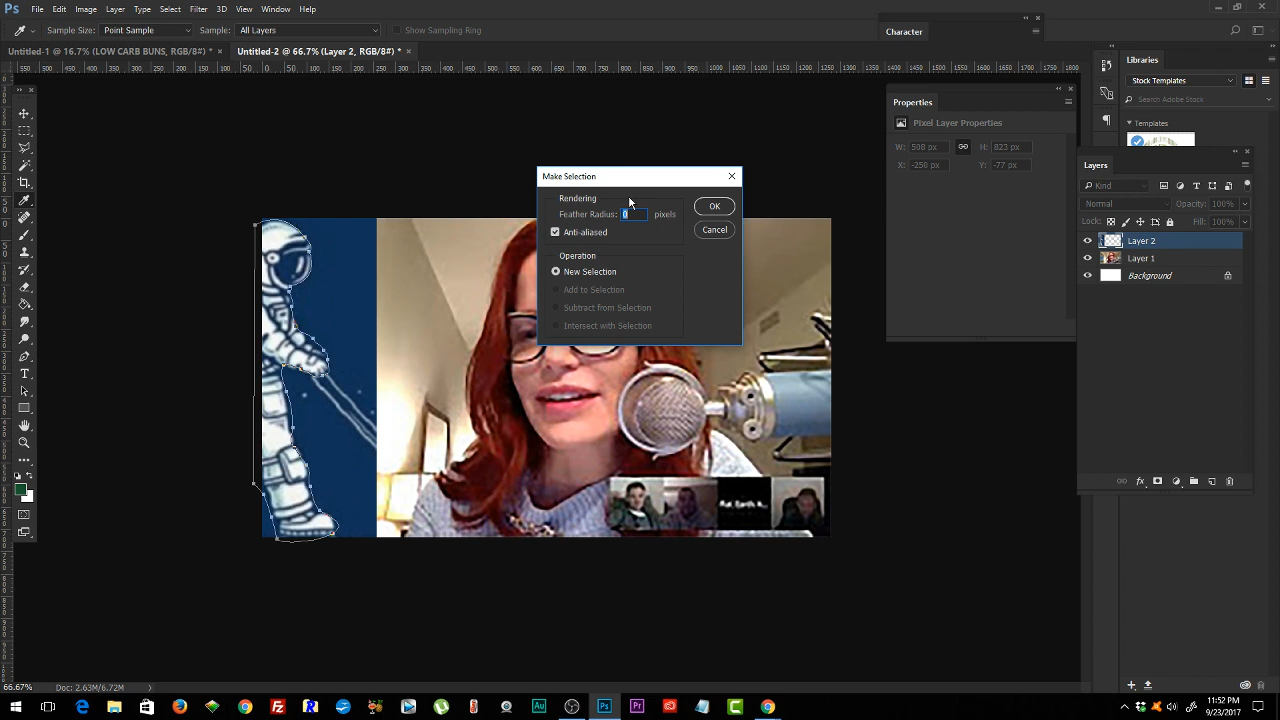 Ps File Edit Image Layer Type Select Filter 3D View Window Help
Sample Size: Point Sample Sample: All Layers Show Sampling Ring
Character
Untitled-1 @ 16.7% (LOW CARB BUNS, RGB/8#) * × Untitled-2 @ 66.7% (Layer 2, RGB/8#) * ×
Libraries
Stock Templates
Search Adobe Stock
Templates
Properties
Pixel Layer Properties
W: 508 px H: 823 px
X: -250 px Y: -77 px
Make Selection
Rendering
Feather Radius: 0 pixels
Anti-aliased
OK
Cancel
Operation
New Selection
Add to Selection
Subtract from Selection
Intersect with Selection
Layers
Kind
Normal Opacity: 100%
Lock: Fill: 100%
Layer 2
Layer 1
Background
66.67% Doc: 2.63M/6.72M
11:52 PM
9/23/2017